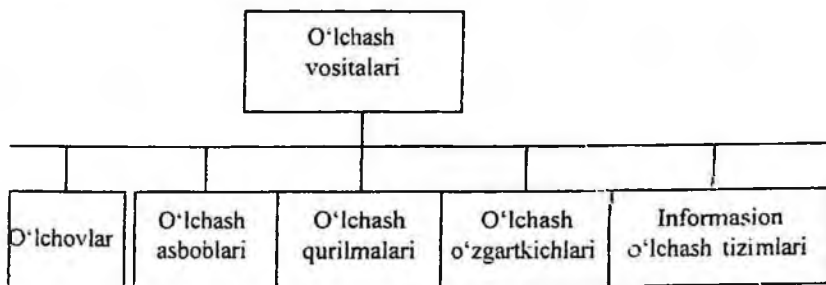 O‘lchash
vositalari
O‘lchovlar
O‘lchash
asboblari
O‘lchash
qurilmalari
O‘lchash
o‘zgartkichlari
Informasion
o‘lchash tizimlari